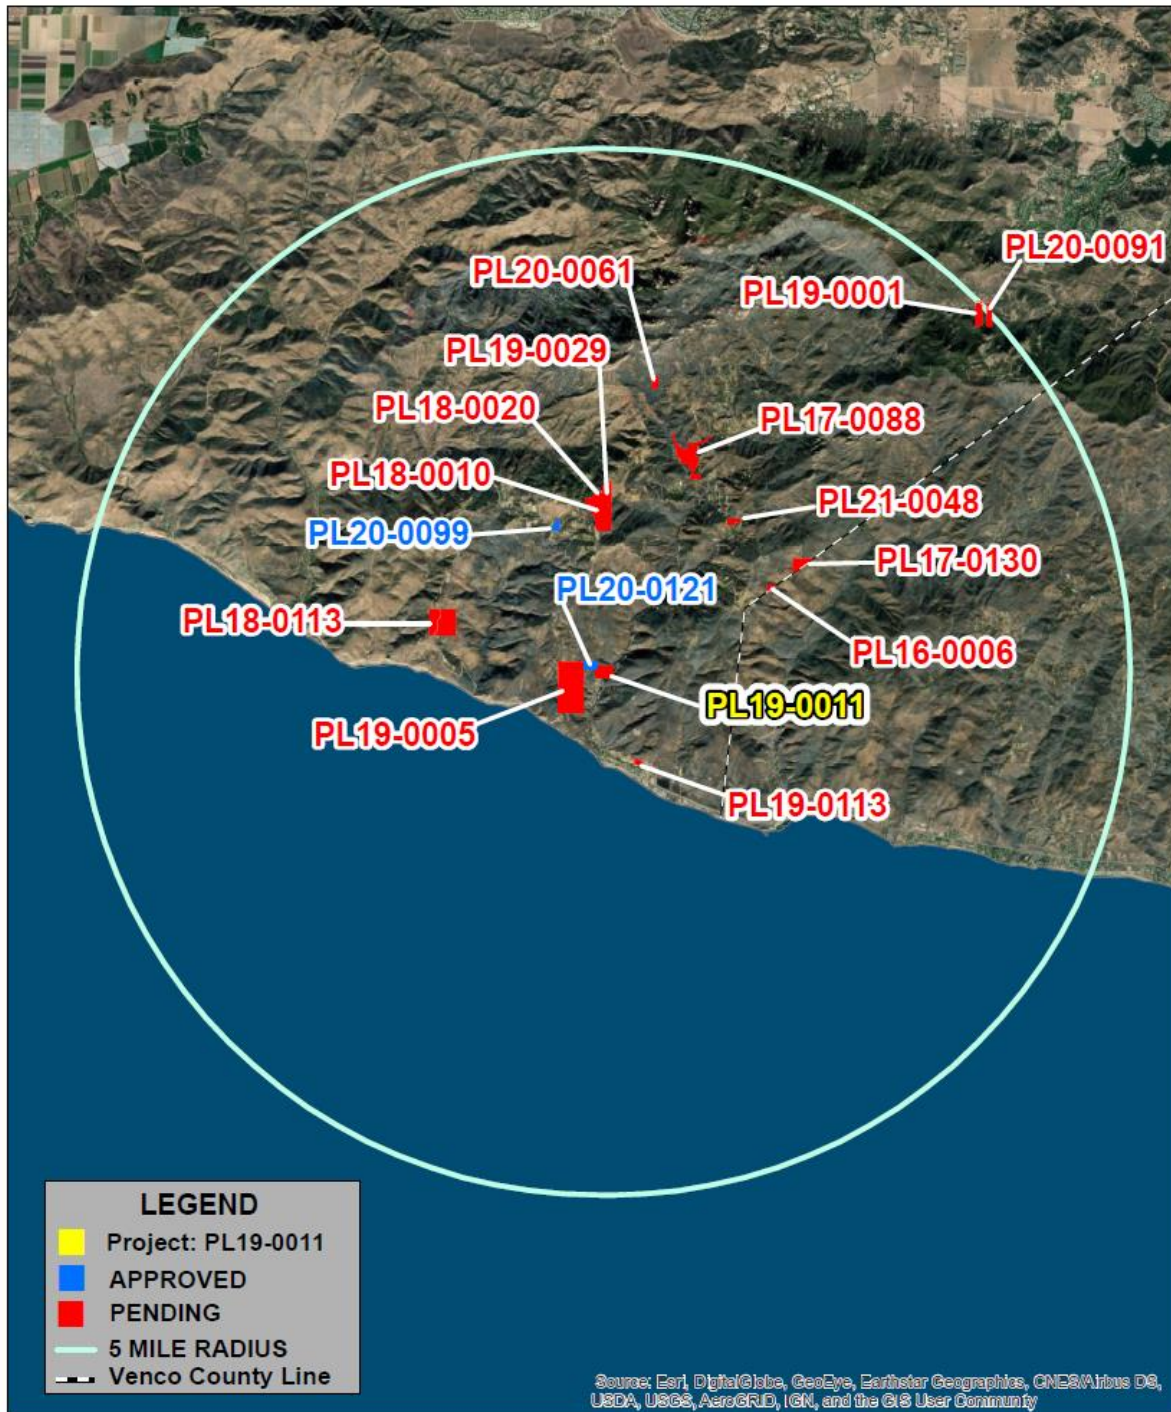 PL20-0091
PL20-0061
PL19-0001
PL19-0029
PL18-0020
PL17-0088
PL18-0010
PL21-0048
PL20-0099
PL17-0130
PL20-0121
PL18-0113
PL16-0006
PL19-0011
PL19-0005
PL19-0113
LEGEND
Project: PL19-0011
APPROVED
PENDING
5 MILE RADIUS
Venco County Line
Source: Esri, DigitalGlobe, GeoEye, Earthstar Geographics, CNES/Airbus DS,
USDA, USGS, AeroGRID, IGN, and the GIS User Community